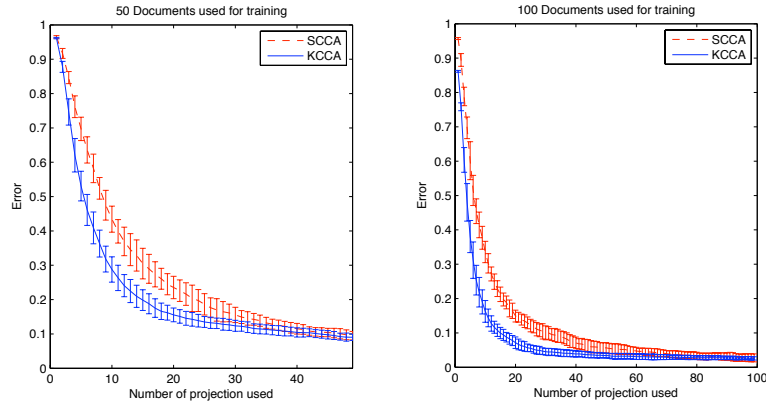 50 Documents used for training
1
0.9
0.8
0.7
0.6
0.5
0.4
0.3
0.2
0.1
0
Error
SCCA
KCCA
0 10 20 30 40
Number of projection used
100 Documents used for training
1
0.9
0.8
0.7
0.6
0.5
0.4
0.3
0.2
0.1
0
Error
SCCA
KCCA
0 20 40 60 80 100
Number of projection used